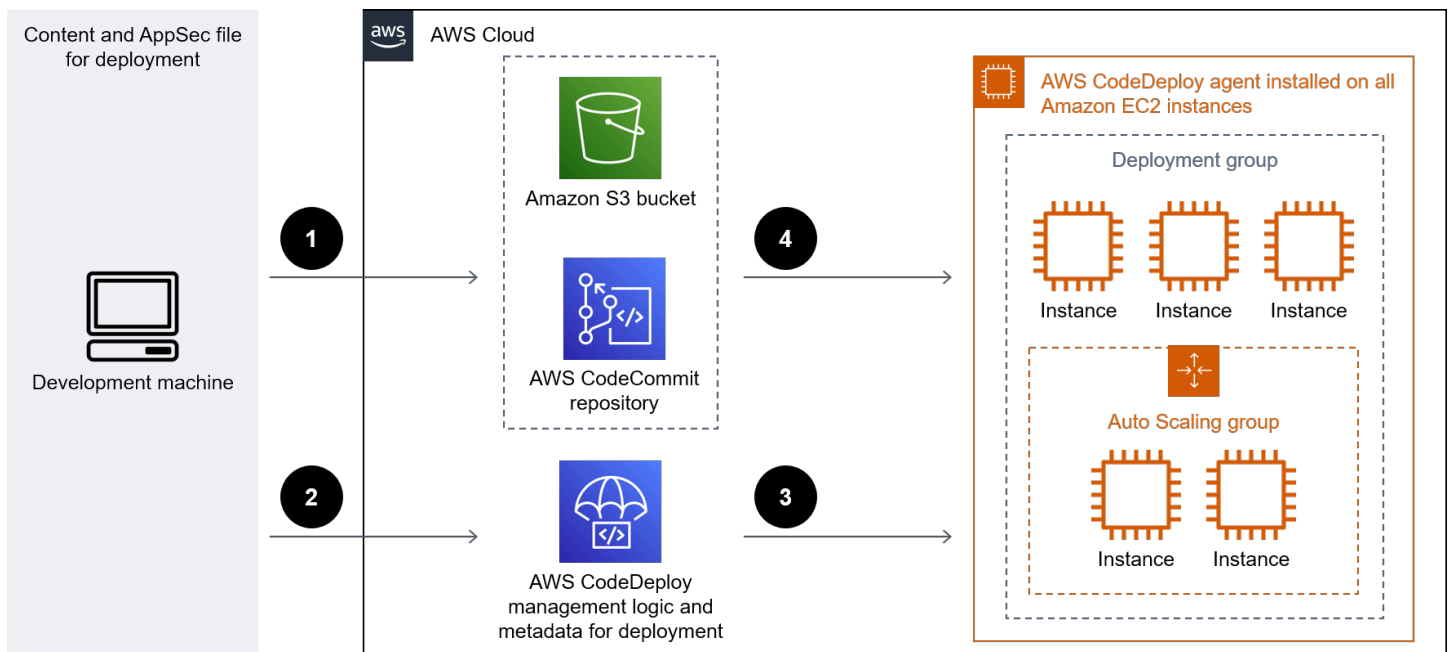 Content and AppSec file
for deployment
Development machine
aws
AWS Cloud
1
2
Amazon S3 bucket
AWS CodeCommit
repository
</>
AWS CodeDeploy
management logic and
metadata for deployment
</>
4
3
AWS CodeDeploy agent installed on all
Amazon EC2 instances
Deployment group
Instance
Instance
Instance
Auto Scaling group
Instance
Instance